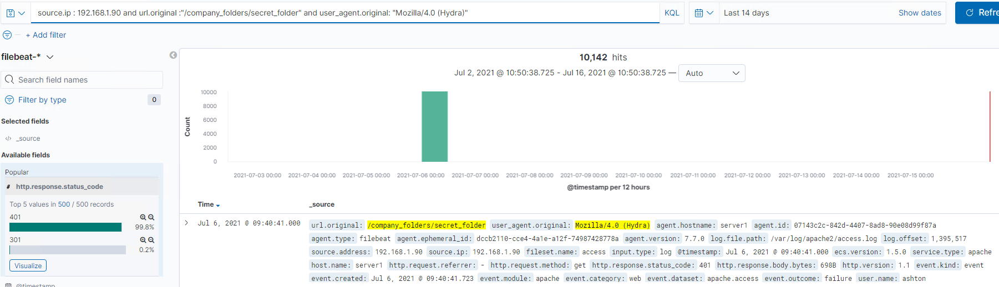 source.ip : 192.168.1.90 and url.original :"/company_folders/secret_folder" and user_agent.original: "Mozilla/4.0 (Hydra)" KQL Last 14 days Show dates Refre
+ Add filter
filebeat-*
10,142 hits
Search field names
Jul 2, 2021 @ 10:50:38.725 - Jul 16, 2021 @ 10:50:38.725 — Auto
Filter by type 0
Selected fields
_source
Available fields
Popular
# http.response.status_code
Top 5 values in 500 / 500 records
401
99.8%
301
0.2%
Visualize
@timestamp
Count
10000
8000
6000
4000
2000
0
2021-07-03 00:00 2021-07-04 00:00 2021-07-05 00:00 2021-07-06 00:00 2021-07-07 00:00 2021-07-08 00:00 2021-07-09 00:00 2021-07-10 00:00 2021-07-11 00:00 2021-07-12 00:00 2021-07-13 00:00 2021-07-14 00:00 2021-07-15 00:00
@timestamp per 12 hours
Time _source
Jul 6, 2021 @ 09:40:41.000 url.original: /company_folders/secret_folder user_agent.original: Mozilla/4.0 (Hydra) agent.hostname: server1 agent.id: 07143c2c-842d-4407-8ad8-90e08d99f87a
agent.type: filebeat agent.ephemeral_id: dccb2110-cce4-4a1e-a12f-74987428778a agent.version: 7.7.0 log.file.path: /var/log/apache2/access.log log.offset: 1,395,517
source.address: 192.168.1.90 source.ip: 192.168.1.90 fileset.name: access input.type: log @timestamp: Jul 6, 2021 @ 09:40:41.000 ecs.version: 1.5.0 service.type: apache
host.name: server1 http.request.referrer: - http.request.method: get http.response.status_code: 401 http.response.body.bytes: 698B http.version: 1.1 event.kind: event
event.created: Jul 6, 2021 @ 09:40:41.723 event.module: apache event.category: web event.dataset: apache.access event.outcome: failure user.name: ashton